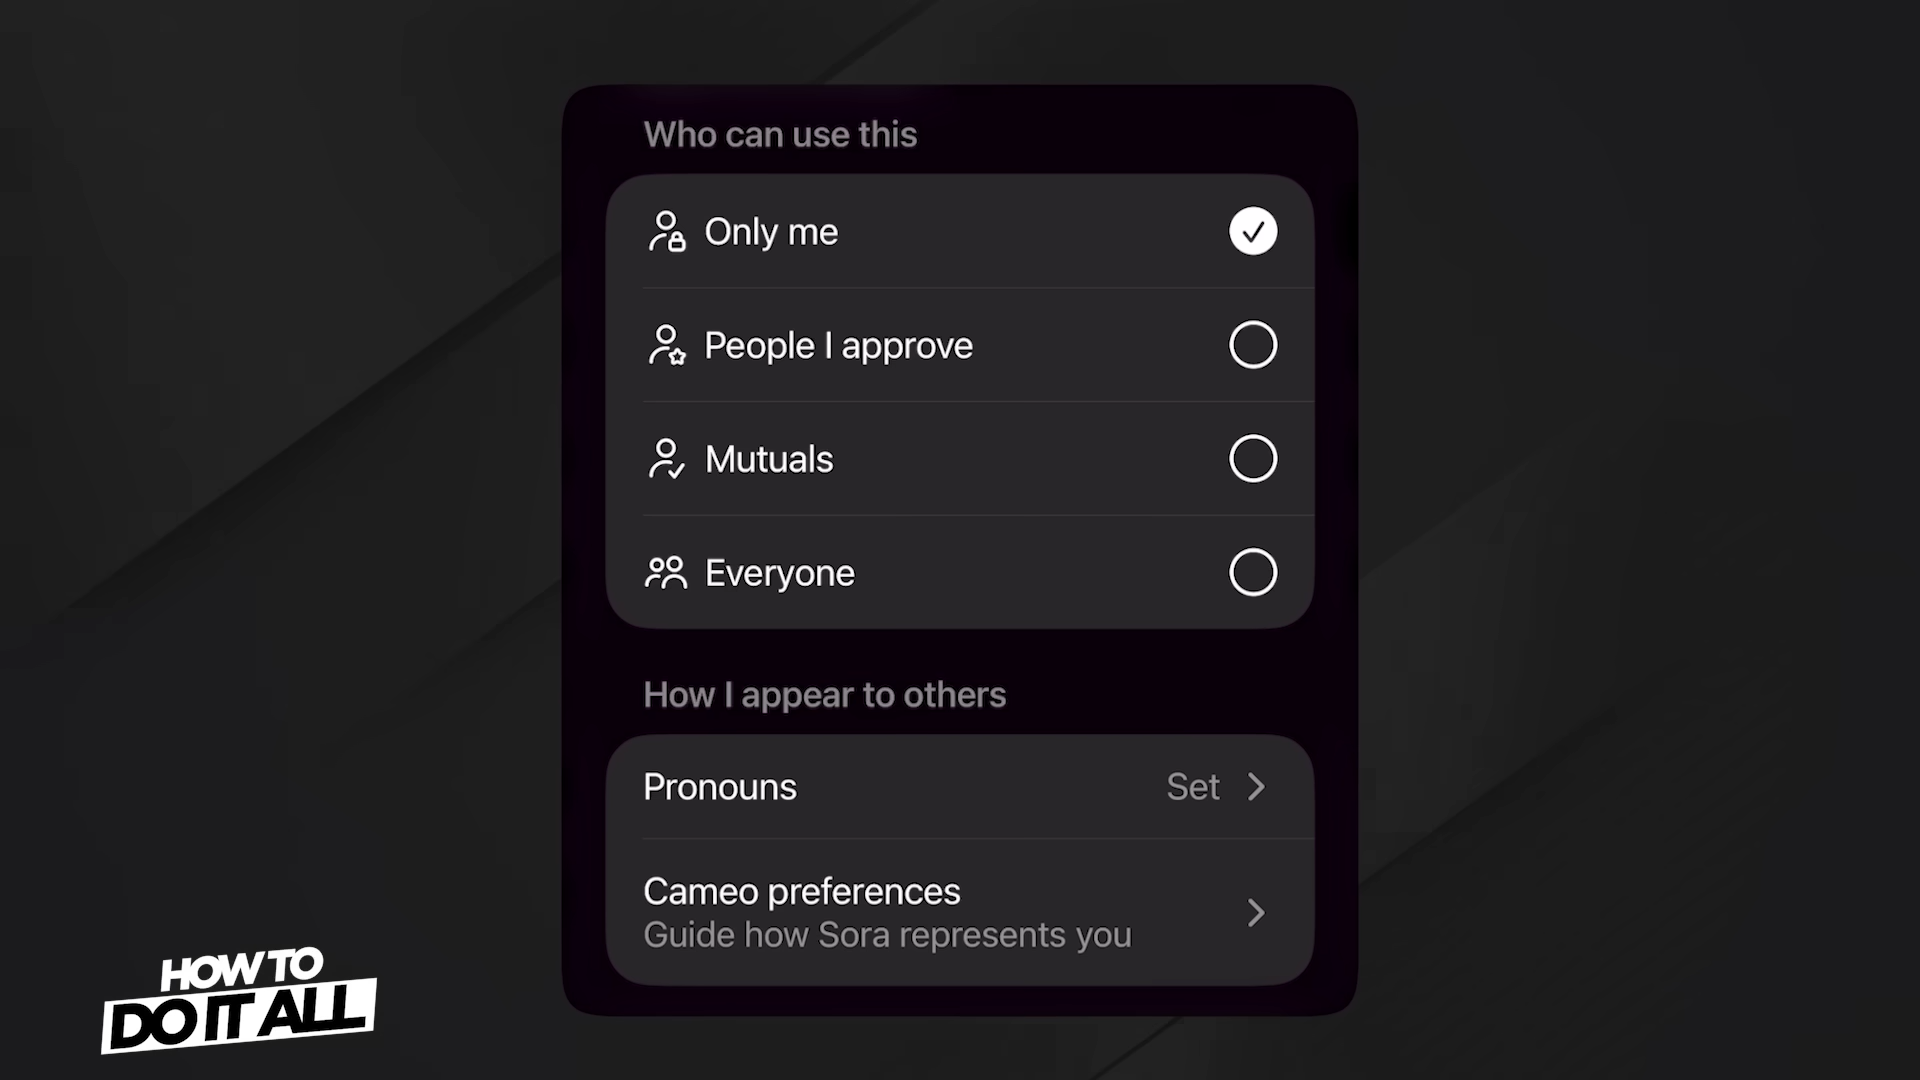 Who can use this
Only me
People I approve
Mutuals
Everyone
How I appear to others
Pronouns
Set
Cameo preferences
Guide how Sora represents you
HOW TO
DO IT ALL